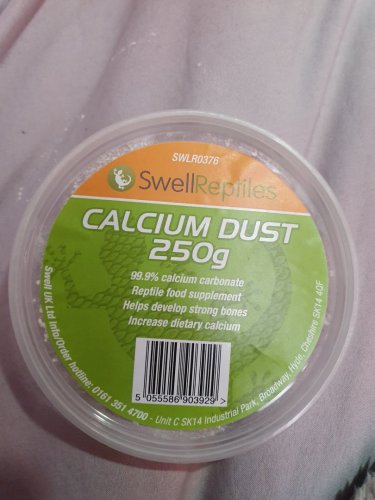 SWLR0376
SwellReptiles
CALCIUM DUST
250g
99.9% calcium carbonate
Reptile food supplement
Helps develop strong bones
Increase dietary calcium
5 055586 903929 >
Swell UK Ltd Info/Order hotline: 0161 351 4700 - Unit C SK14 Industrial Park, Broadway, Hyde, Cheshire SK14 4QF